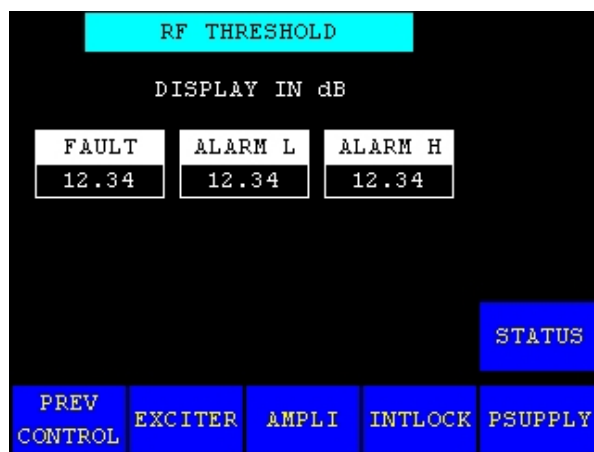 RF THRESHOLD
DISPLAY IN dB
FAULT ALARM L ALARM H
12.34 12.34 12.34
STATUS
PREV CONTROL EXCITER AMPLI INTLOCK PSUPPLY